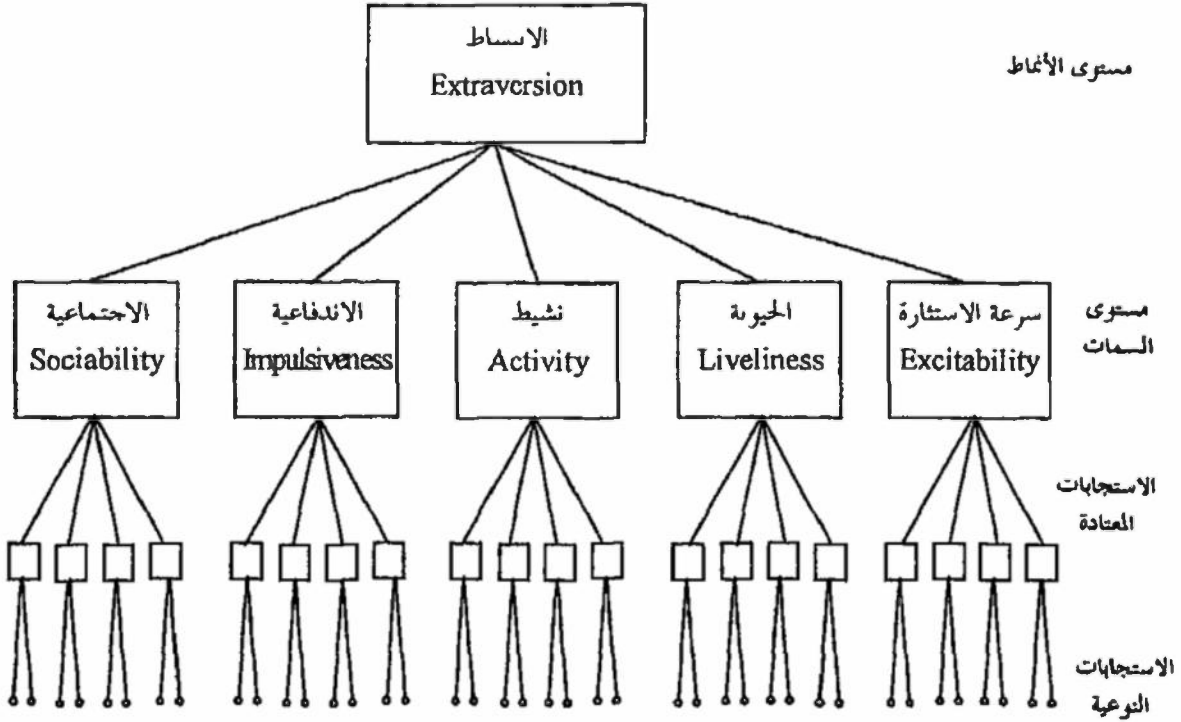 الانبساط
Extraversion
مستوى الأنماط
الاجتماعية
Sociability
الاندفاعية
Impulsiveness
نشيط
Activity
الحيوية
Liveliness
سرعة الاستثارة
Excitability
مستوى
السمات
الاستجابات
المعتادة
الاستجابات
النوعية